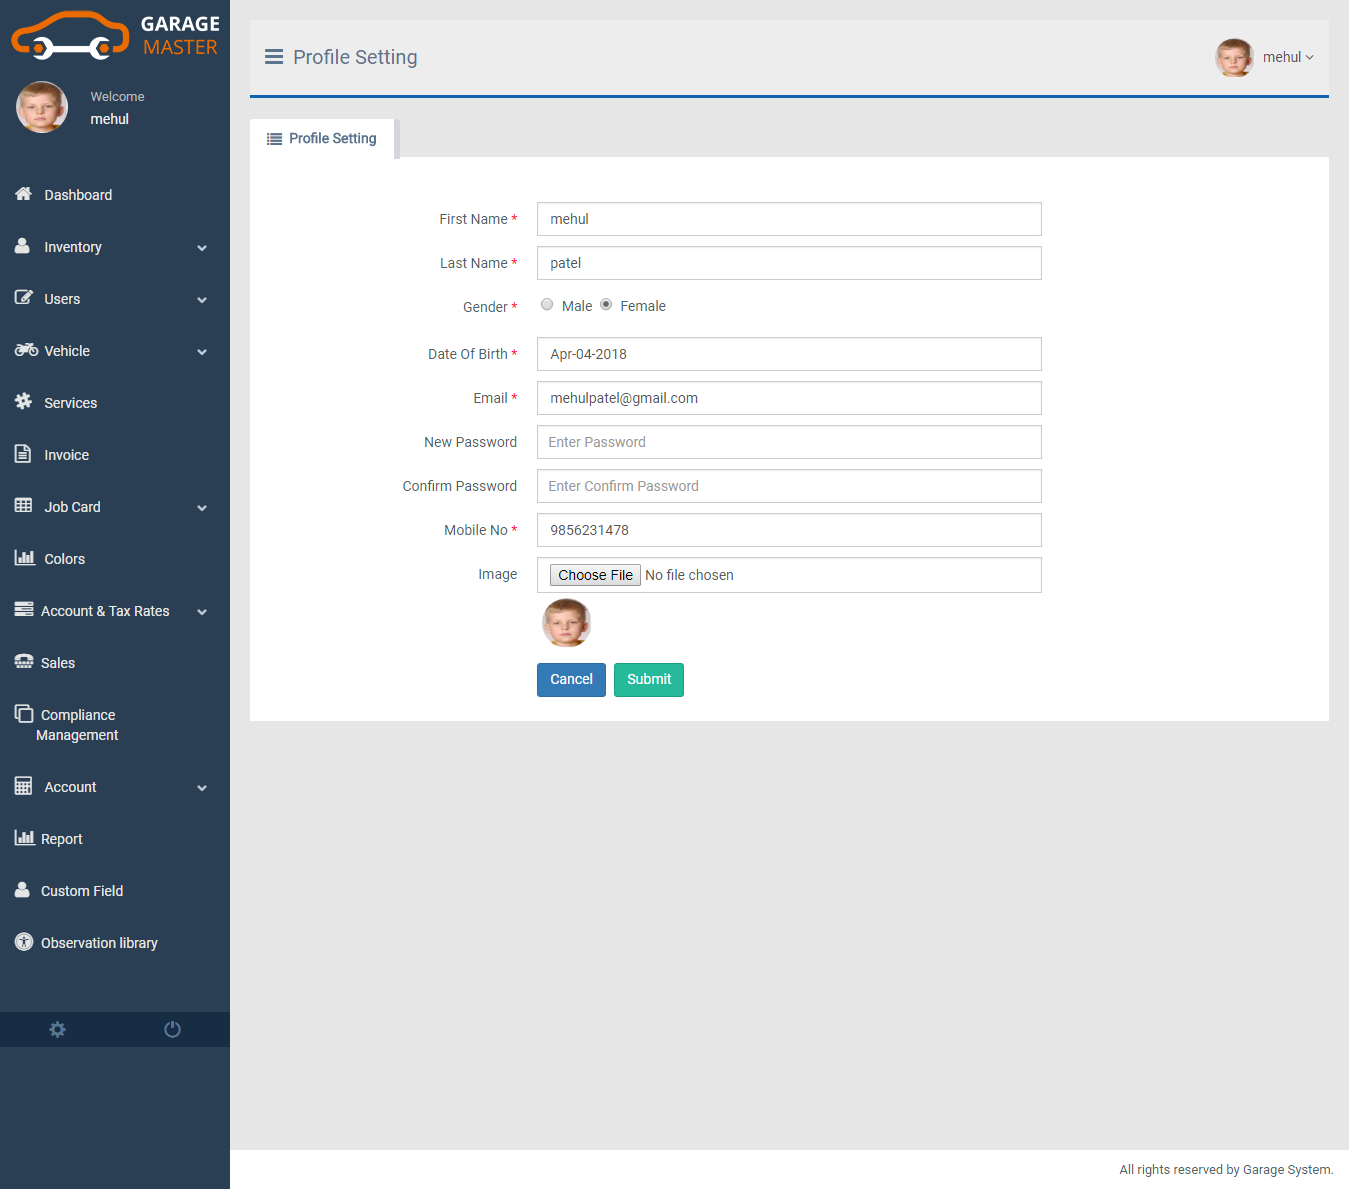 GARAGE
MASTER
Welcome
mehul
Dashboard
Inventory
Users
Vehicle
Services
Invoice
Job Card
Colors
Account & Tax Rates
Sales
Compliance
Management
Account
Report
Custom Field
Observation library
Profile Setting
mehul
Profile Setting
First Name * mehul
Last Name * patel
Gender * Male Female
Date Of Birth * Apr-04-2018
Email * mehulpatel@gmail.com
New Password Enter Password
Confirm Password Enter Confirm Password
Mobile No * 9856231478
Image Choose File No file chosen
Cancel Submit
All rights reserved by Garage System.